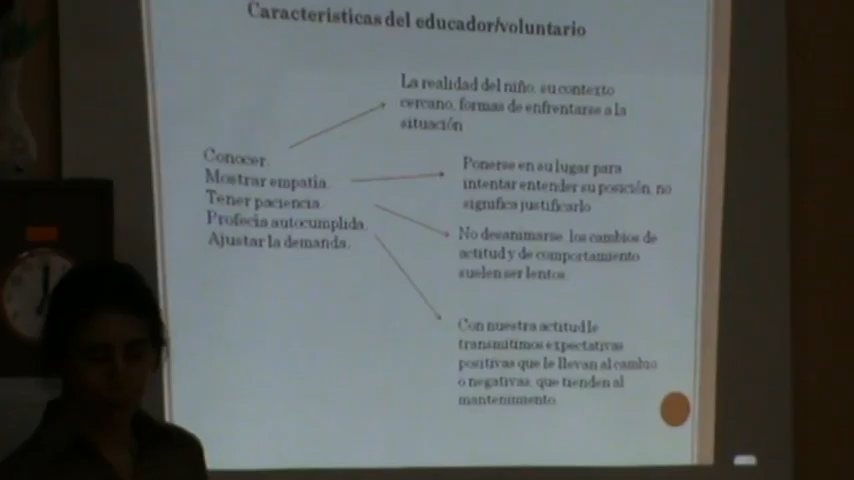 Características del educador/voluntario
La realidad del niño, su contexto
cercano, formas de enfrentarse a la
situación
Conocer.
Mostrar empatía.
Tener paciencia.
Profecía autocumplida.
Ajustar la demanda.
Ponerse en su lugar para
intentar entender su posición, no
significa justificarlo
No desanimarse, los cambios de
actitud y de comportamiento
suelen ser lentos.
Con nuestra actitud le
transmitimos expectativas
positivas que le llevan al cambio
o negativas, que tienden al
mantenimiento.